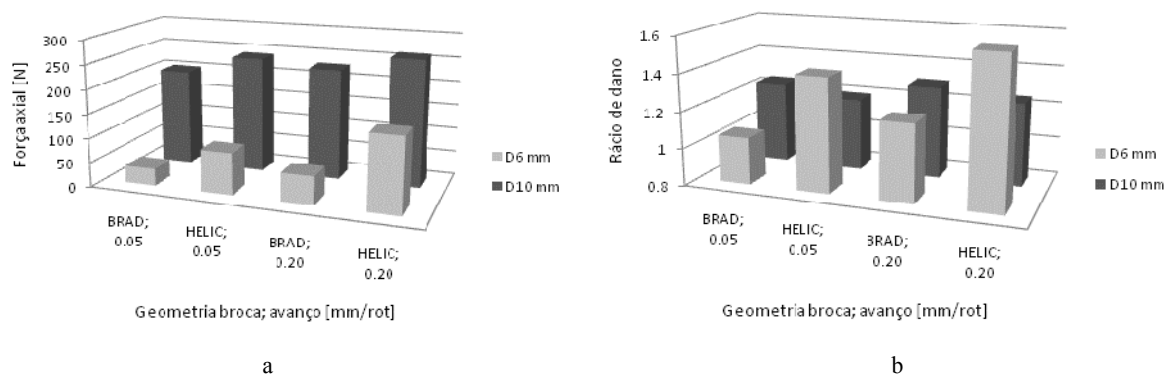 300
250
200
150
100
50
0
Forçaaxial [N]
BRAD;
0.05
HELIC;
0.05
BRAD;
0.20
HELIC;
0.20
D6 mm
D10 mm
Geometria broca; avanço [mm/rot]
a
1.6
1.4
1.2
1
0.8
Rácio de dano
BRAD;
0.05
HELIC;
0.05
BRAD;
0.20
HELIC;
0.20
D6 mm
D10 mm
Geometria broca; avanço [mm/rot]
b